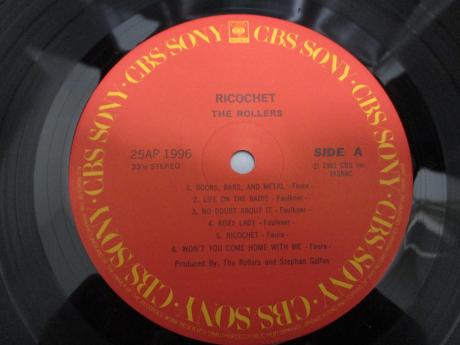 CBS SONY · CBS SONY · CBS SONY · CBS SONY · CBS SONY · CBS SONY · CBS SONY
RICOCHET
THE ROLLERS
25AP 1996
33⅓ STEREO
SIDE A
℗ 1981 CBS Inc.
JASRAC
1. DOORS, BARS, AND METAL - Faure -
2. LIFE ON THE RADIO - Faulkner -
3. NO DOUBT ABOUT IT - Faulkner -
4. ROXY LADY - Faulkner -
5. RICOCHET - Faure -
6. WON'T YOU COME HOME WITH ME - Faure -
Produced By: The Rollers and Stephan Galfas